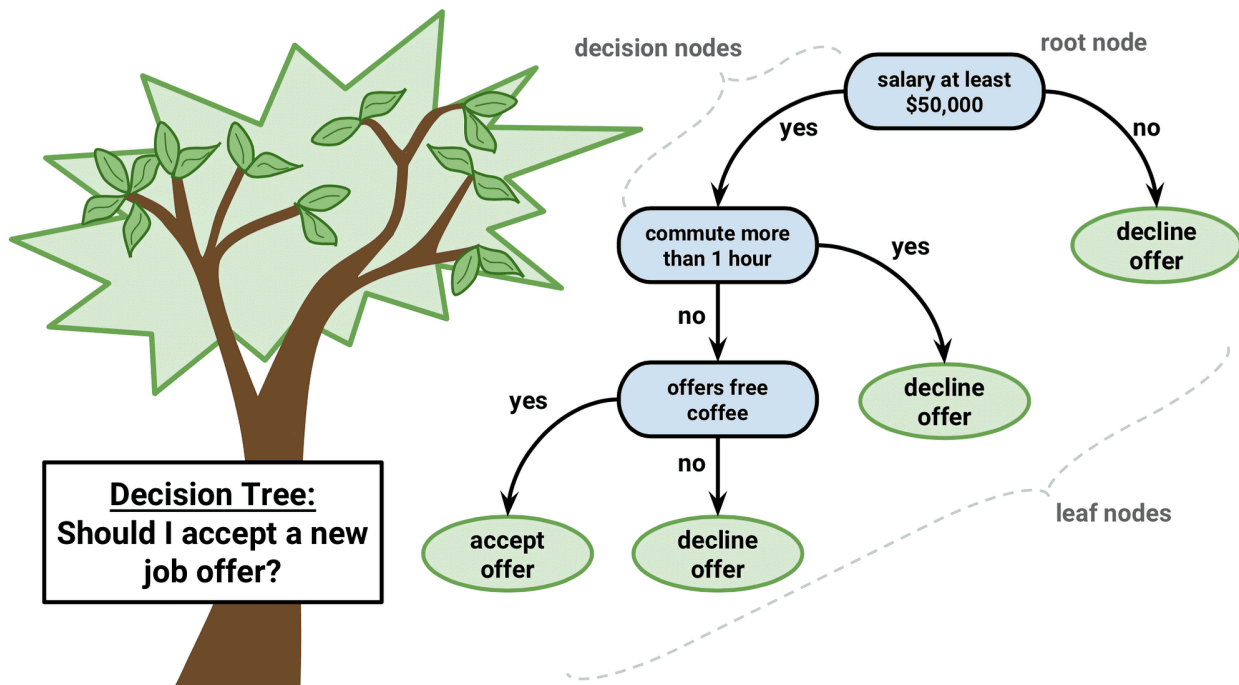 decision nodes
root node
salary at least
$50,000
yes
no
commute more
than 1 hour
yes
decline
offer
no
offers free
coffee
decline
offer
yes
no
Decision Tree:
Should I accept a new
job offer?
accept
offer
decline
offer
leaf nodes